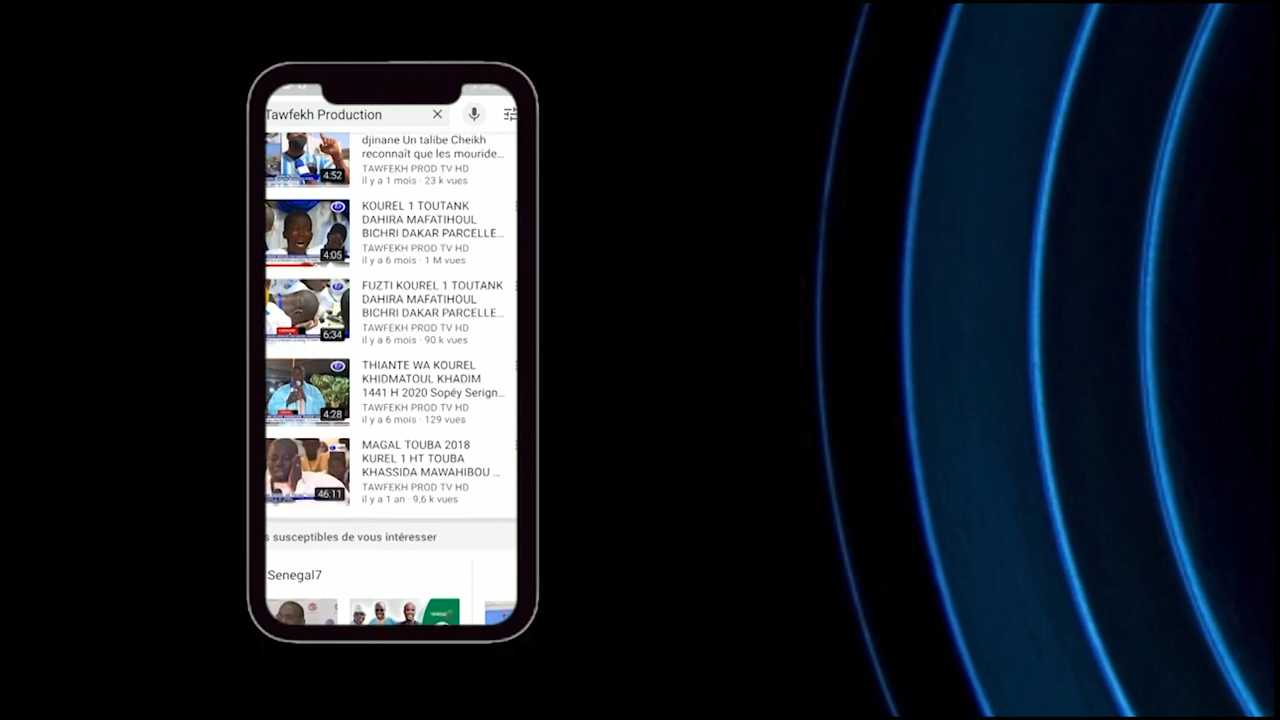 Tawfekh Production
djinane Un talibe Cheikh
reconnaît que les mouride...
TAWFEKH PROD TV HD
il y a 1 mois · 23 k vues
4:52
KOUREL 1 TOUTANK
DAHIRA MAFATIHOUL
BICHRI DAKAR PARCELLE...
TAWFEKH PROD TV HD
il y a 6 mois · 1 M vues
4:05
FUZTI KOUREL 1 TOUTANK
DAHIRA MAFATIHOUL
BICHRI DAKAR PARCELLE...
TAWFEKH PROD TV HD
il y a 6 mois · 90 k vues
6:34
THIANTE WA KOUREL
KHIDMATOUL KHADIM
1441 H 2020 Sopéy Serign...
TAWFEKH PROD TV HD
il y a 6 mois · 129 vues
4:28
MAGAL TOUBA 2018
KUREL 1 HT TOUBA
KHASSIDA MAWAHIBOU ...
TAWFEKH PROD TV HD
il y a 1 an · 9,6 k vues
46:11
s susceptibles de vous intéresser
Senegal7